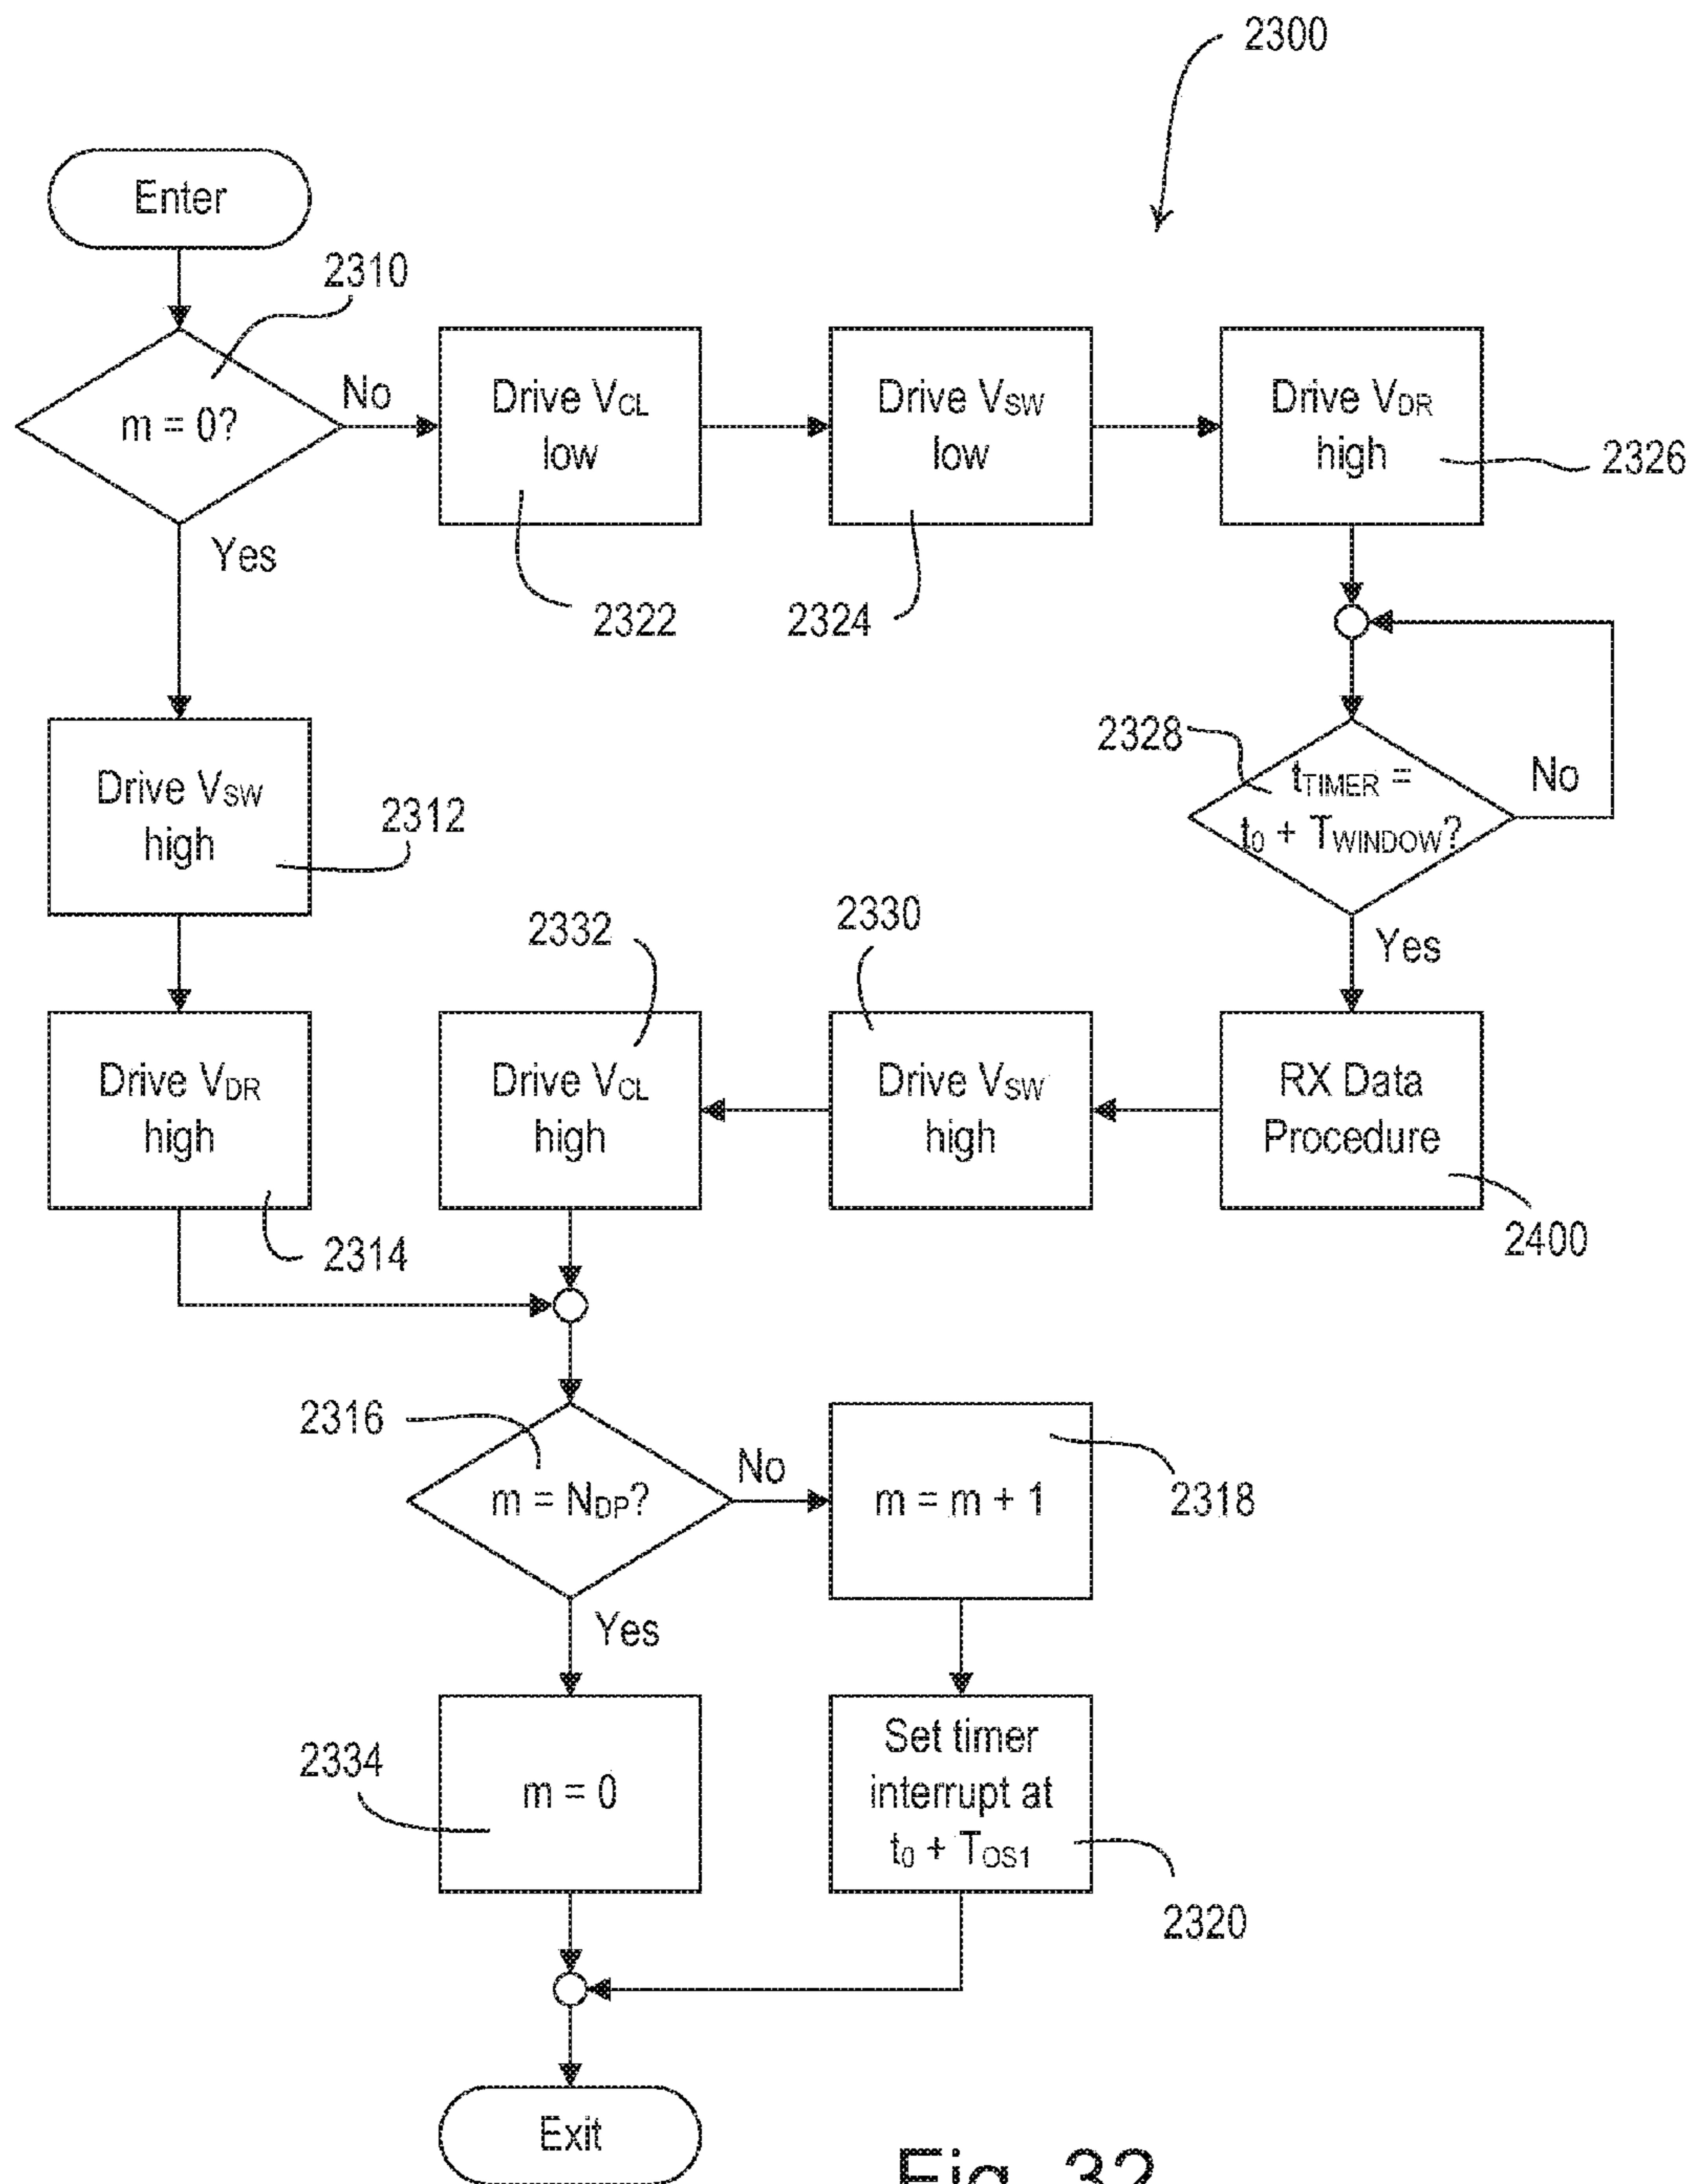 2300
Enter
2310
m = 0?
No
Yes
Drive VCL
low
2322
Drive VSW
low
2324
Drive VDR
high
2326
2328
tTIMER =
t0 + TWINDOW?
No
Yes
Drive VSW
high
2312
Drive VDR
high
2314
2332
Drive VCL
high
2330
Drive VSW
high
RX Data
Procedure
2400
2316
m = NDP?
No
Yes
m = m + 1
2318
2334
m = 0
Set timer
interrupt at
t0 + TOS1
2320
Exit
Fig. 32